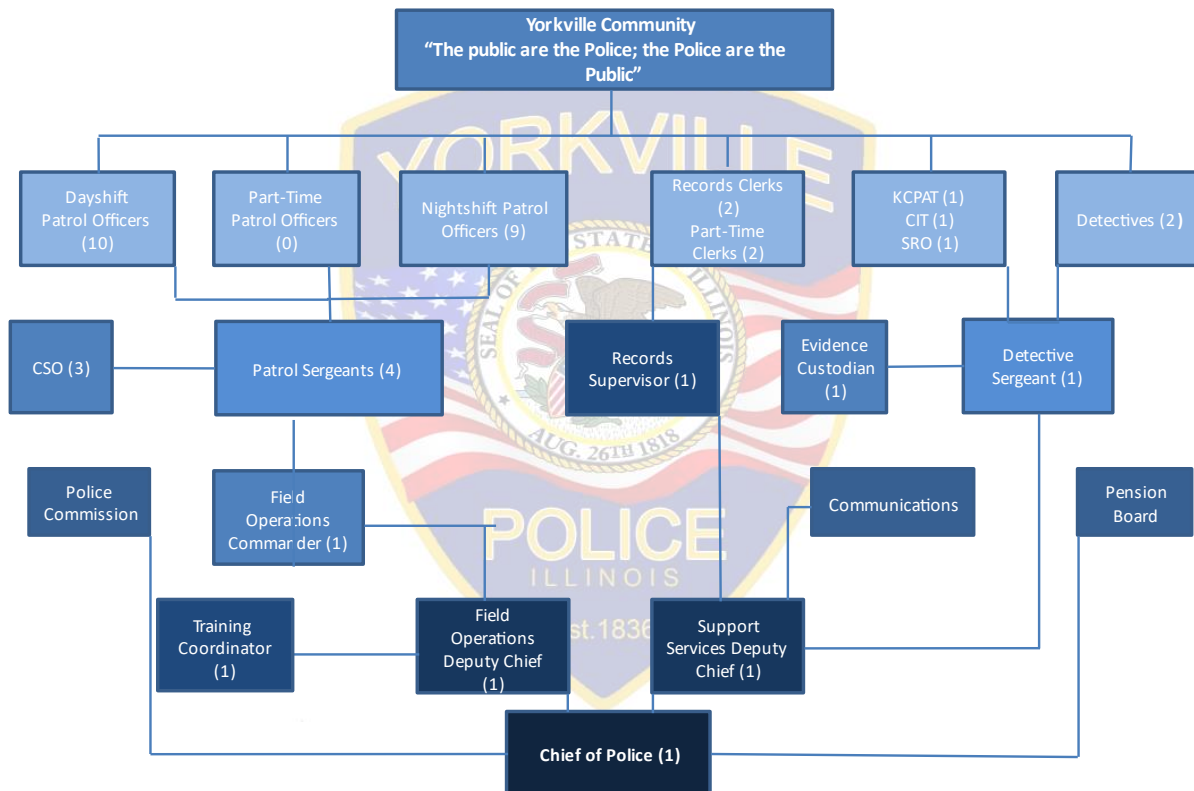 Yorkville Community
“The public are the Police; the Police are the
Public”
YORKVILLE
Dayshift
Patrol Officers
(10)
Part-Time
Patrol Officers
(0)
Nightshift Patrol
Officers (9)
Records Clerks
(2)
Part-Time
Clerks (2)
KCPAT (1)
CIT (1)
SRO (1)
Detectives (2)
SEAL OF THE STATE OF ILLINOIS
AUG. 26TH 1818
CSO (3)
Patrol Sergeants (4)
Records
Supervisor (1)
Evidence
Custodian
(1)
Detective
Sergeant (1)
Police
Commission
Field
Operations
Commander (1)
Communications
Pension
Board
POLICE
ILLINOIS
Training
Coordinator
(1)
Field
Operations
Deputy Chief
(1)
st.1836
Support
Services Deputy
Chief (1)
Chief of Police (1)